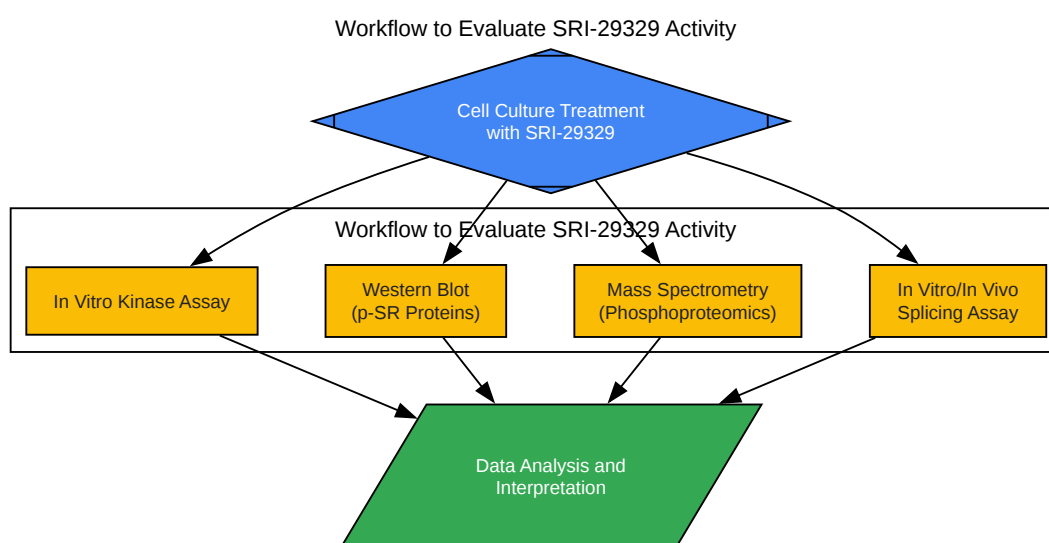 Workflow to Evaluate SRI-29329 Activity
Cell Culture Treatment
with SRI-29329
Workflow to Evaluate SRI-29329 Activity
In Vitro Kinase Assay
Western Blot
(p-SR Proteins)
Mass Spectrometry
(Phosphoproteomics)
In Vitro/In Vivo
Splicing Assay
Data Analysis and
Interpretation